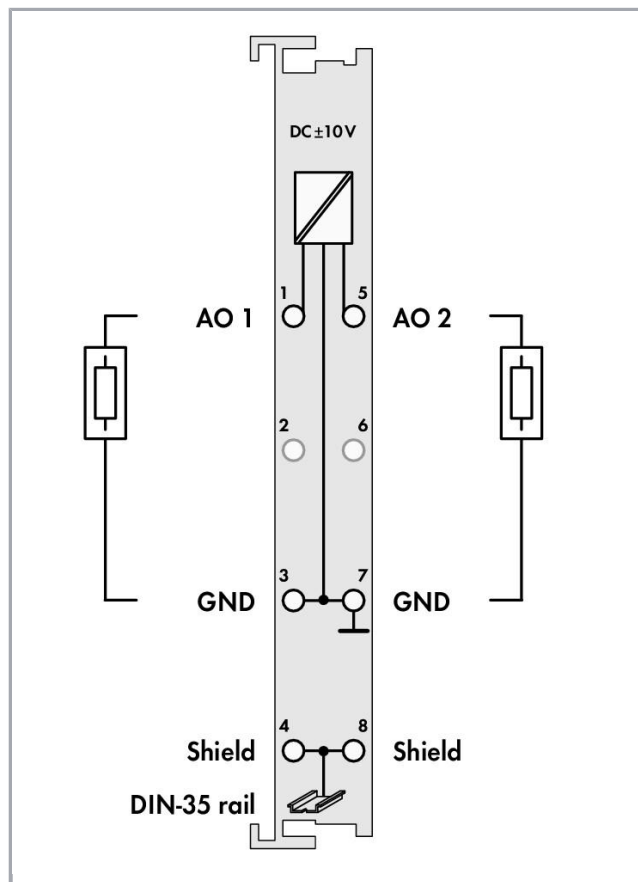 DC±10V
1 5
AO 1 AO 2
2 6
3 7
GND GND
4 8
Shield Shield
DIN-35 rail